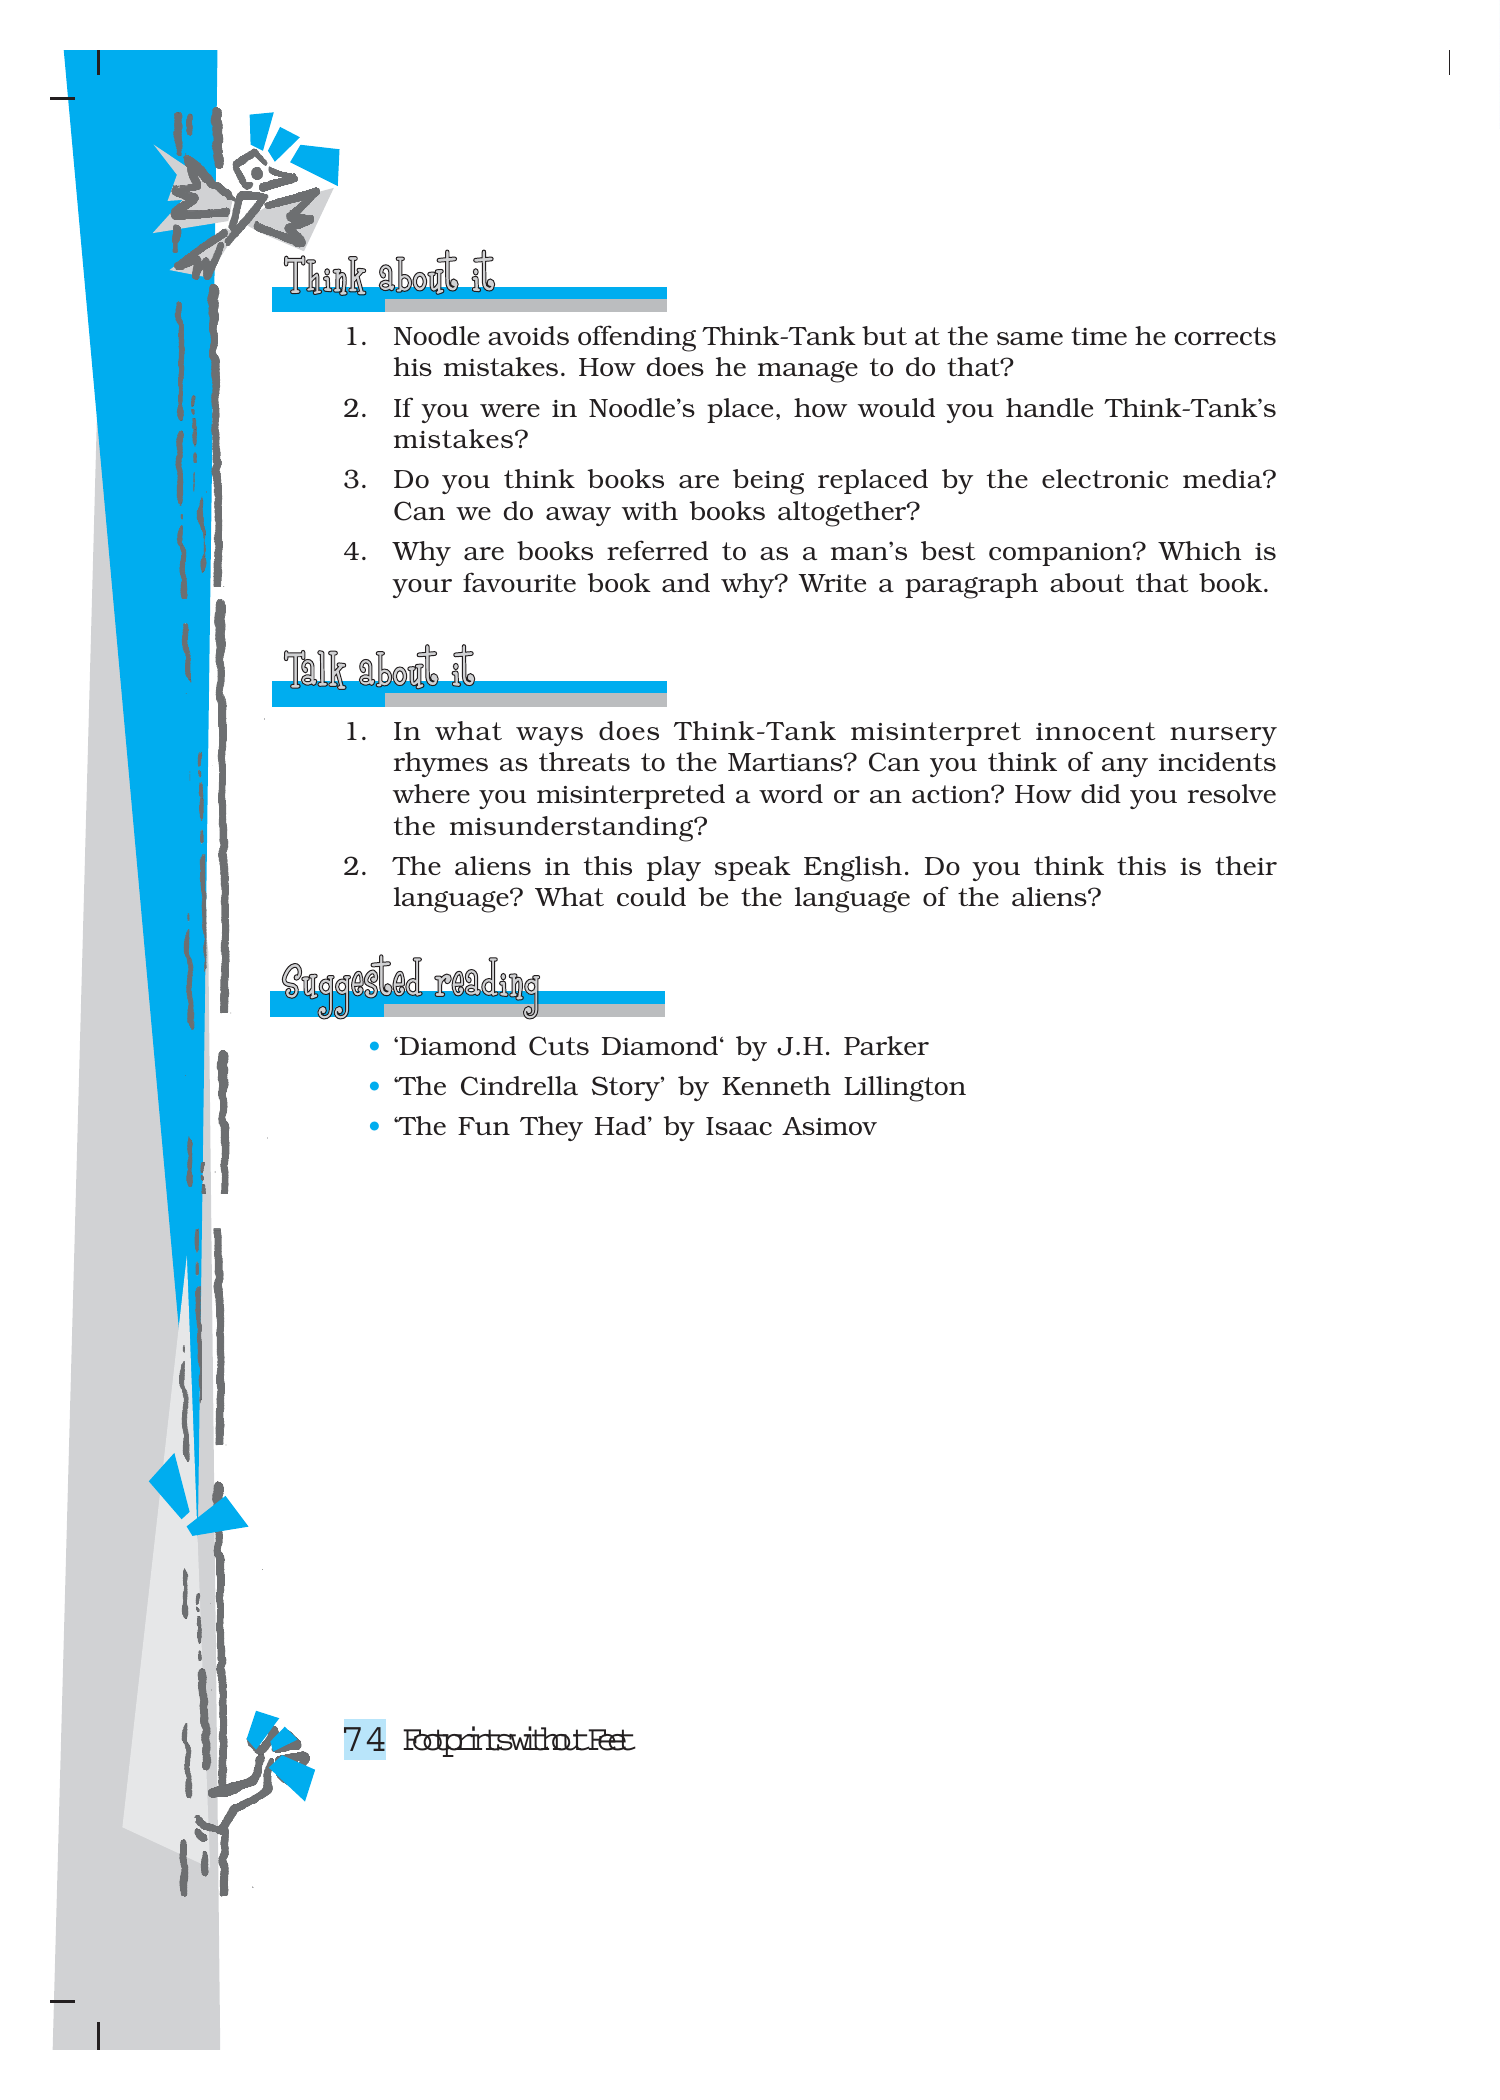 Think about it
1. Noodle avoids offending Think-Tank but at the same time he corrects
his mistakes. How does he manage to do that?
2. If you were in Noodle’s place, how would you handle Think-Tank’s
mistakes?
3. Do you think books are being replaced by the electronic media?
Can we do away with books altogether?
4. Why are books referred to as a man’s best companion? Which is
your favourite book and why? Write a paragraph about that book.
Talk about it
1. In what ways does Think-Tank misinterpret innocent nursery
rhymes as threats to the Martians? Can you think of any incidents
where you misinterpreted a word or an action? How did you resolve
the misunderstanding?
2. The aliens in this play speak English. Do you think this is their
language? What could be the language of the aliens?
Suggested reading
• ‘Diamond Cuts Diamond‘ by J.H. Parker
• ‘The Cindrella Story’ by Kenneth Lillington
• ‘The Fun They Had’ by Isaac Asimov
74 Footprints without Feet